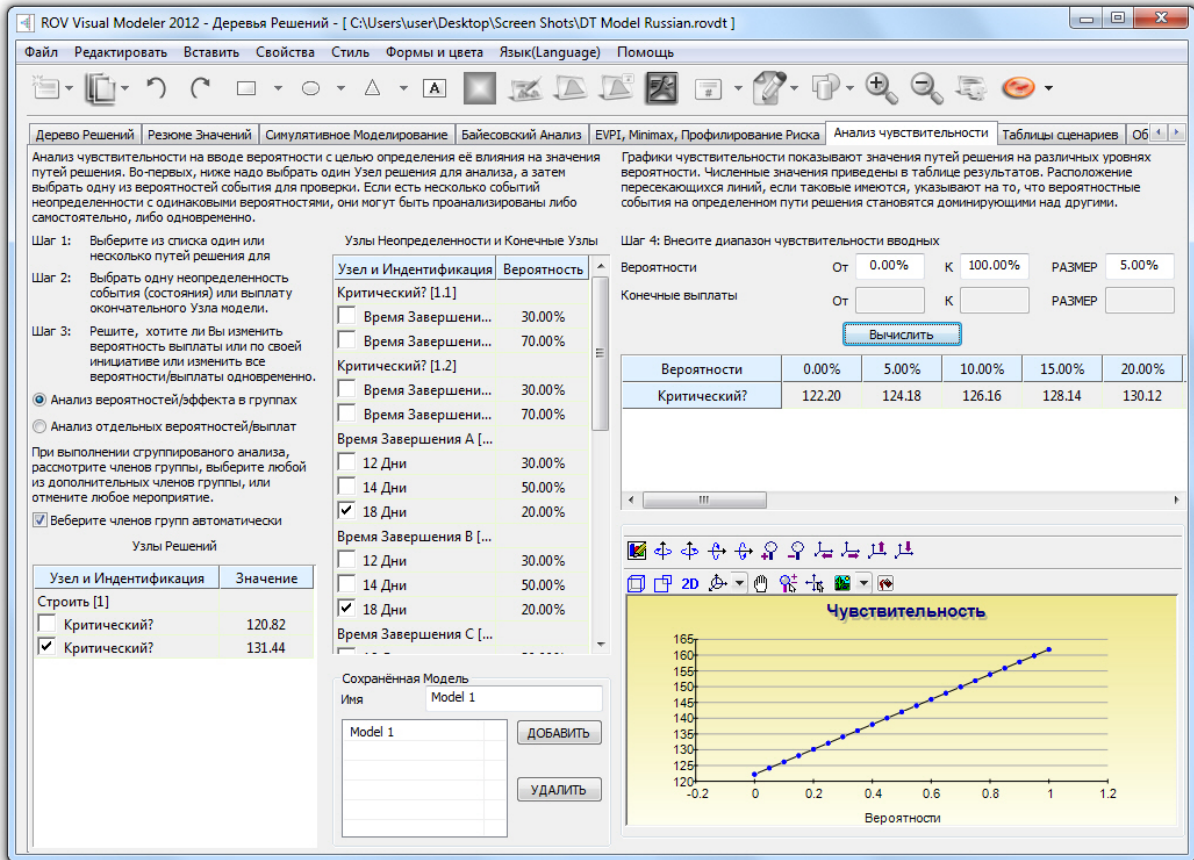 ROV Visual Modeler 2012 - Деревья Решений - [ C:\Users\user\Desktop\Screen Shots\DT Model Russian.rovdt ]
Файл Редактировать Вставить Свойства Стиль Формы и цвета Язык(Language) Помощь
A
#
Дерево Решений Резюме Значений Симулятивное Моделирование Байесовский Анализ EVPI, Minimax, Профилирование Риска Анализ чувствительности Таблицы сценариев Об
Анализ чувствительности на вводе вероятности с целью определения её влияния на значения
путей решения. Во-первых, ниже надо выбрать один Узел решения для анализа, а затем
выбрать одну из вероятностей события для проверки. Если есть несколько событий
неопределенности с одинаковыми вероятностями, они могут быть проанализированы либо
самостоятельно, либо одновременно.
Шаг 1: Выберите из списка один или
несколько путей решения для
Шаг 2: Выбрать одну неопределенность
события (состояния) или выплату
окончательного Узла модели.
Шаг 3: Решите, хотите ли Вы изменить
вероятность выплаты или по своей
инициативе или изменить все
вероятности/выплаты одновременно.
Анализ вероятностей/эффекта в группах
Анализ отдельных вероятностей/выплат
При выполнении сгруппированого анализа,
рассмотрите членов группы, выберите любой
из дополнительных членов группы, или
отмените любое мероприятие.
Веберите членов групп автоматически
Узлы Решений
Узел и Индентификация Значение
Строить [1]
Критический? 120.82
Критический? 131.44
Узлы Неопределенности и Конечные Узлы
Узел и Индентификация Вероятность
Критический? [1.1]
Время Завершени... 30.00%
Время Завершени... 70.00%
Критический? [1.2]
Время Завершени... 30.00%
Время Завершени... 70.00%
Время Завершения A [...
12 Дни 30.00%
14 Дни 50.00%
18 Дни 20.00%
Время Завершения B [...
12 Дни 30.00%
14 Дни 50.00%
18 Дни 20.00%
Время Завершения C [...
Сохранённая Модель
Имя Model 1
Model 1
ДОБАВИТЬ
УДАЛИТЬ
Графики чувствительности показывают значения путей решения на различных уровнях
вероятности. Численные значения приведены в таблице результатов. Расположение
пересекающихся линий, если таковые имеются, указывают на то, что вероятностные
события на определенном пути решения становятся доминирующими над другими.
Шаг 4: Внесите диапазон чувствительности вводных
Вероятности От 0.00% К 100.00% РАЗМЕР 5.00%
Конечные выплаты От К РАЗМЕР
Вычислить
Вероятности 0.00% 5.00% 10.00% 15.00% 20.00%
Критический? 122.20 124.18 126.16 128.14 130.12
2D
Чувствительность
165
160
155
150
145
140
135
130
125
120
-0.2 0 0.2 0.4 0.6 0.8 1 1.2
Вероятности